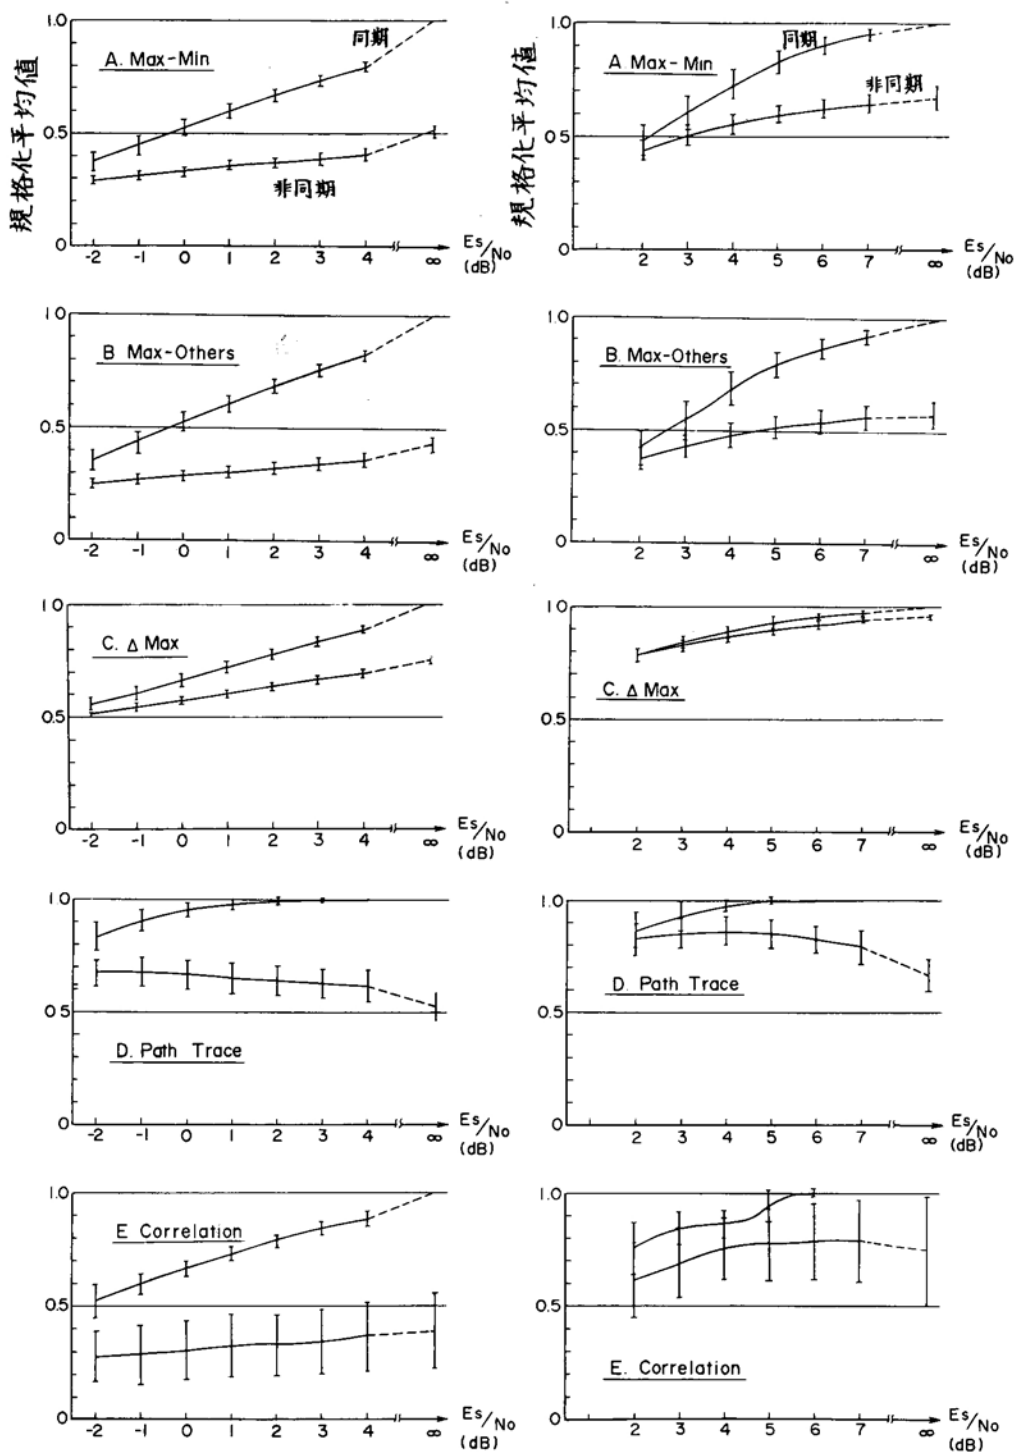 1.0
同期
A. Max-Min
規格化平均値
0.5
非同期
0
-2 -1 0 1 2 3 4 ∞
Es/No
(dB)
1.0
同期
A. Max-Min
非同期
規格化平均値
0.5
0
2 3 4 5 6 7 ∞
Es/No
(dB)
1.0
B Max-Others
0.5
0
-2 -1 0 1 2 3 4 ∞
Es/No
(dB)
1.0
B. Max-Others
0.5
0
2 3 4 5 6 7 ∞
Es/No
(dB)
1.0
C. Δ Max
0.5
0
-2 -1 0 1 2 3 4 ∞
Es/No
(dB)
1.0
C. Δ Max
0.5
0
2 3 4 5 6 7 ∞
Es/No
(dB)
1.0
0.5
D. Path Trace
0
-2 -1 0 1 2 3 4 ∞
Es/No
(dB)
1.0
D. Path Trace
0.5
0
2 3 4 5 6 7 ∞
Es/No
(dB)
1.0
E Correlation
0.5
0
-2 -1 0 1 2 3 4 ∞
Es/No
(dB)
1.0
0.5
E. Correlation
0
2 3 4 5 6 7 ∞
Es/No
(dB)